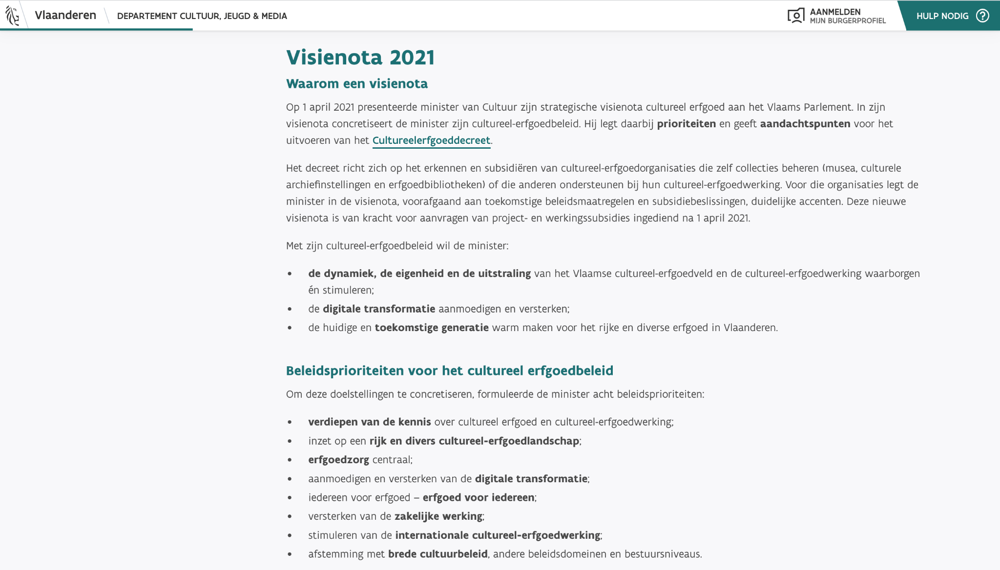 Vlaanderen
DEPARTEMENT CULTUUR, JEUGD & MEDIA
AANMELDEN
MIJN BURGERPROFIEL
HULP NODIG
Visienota 2021
Waarom een visienota
Op 1 april 2021 presenteerde minister van Cultuur zijn strategische visienota cultureel erfgoed aan het Vlaams Parlement. In zijn
visienota concretiseert de minister zijn cultureel-erfgoedbeleid. Hij legt daarbij prioriteiten en geeft aandachtspunten voor het
uitvoeren van het Cultureelerfgoeddecreet.
Het decreet richt zich op het erkennen en subsidiëren van cultureel-erfgoedorganisaties die zelf collecties beheren (musea, culturele
archiefinstellingen en erfgoedbibliotheken) of die anderen ondersteunen bij hun cultureel-erfgoedwerking. Voor die organisaties legt de
minister in de visienota, voorafgaand aan toekomstige beleidsmaatregelen en subsidiebeslissingen, duidelijke accenten. Deze nieuwe
visienota is van kracht voor aanvragen van project- en werkingssubsidies ingediend na 1 april 2021.
Met zijn cultureel-erfgoedbeleid wil de minister:
• de dynamiek, de eigenheid en de uitstraling van het Vlaamse cultureel-erfgoedveld en de cultureel-erfgoedwerking waarborgen
én stimuleren;
• de digitale transformatie aanmoedigen en versterken;
• de huidige en toekomstige generatie warm maken voor het rijke en diverse erfgoed in Vlaanderen.
Beleidsprioriteiten voor het cultureel erfgoedbeleid
Om deze doelstellingen te concretiseren, formuleerde de minister acht beleidsprioriteiten:
• verdiepen van de kennis over cultureel erfgoed en cultureel-erfgoedwerking;
• inzet op een rijk en divers cultureel-erfgoedlandschap;
• erfgoedzorg centraal;
• aanmoedigen en versterken van de digitale transformatie;
• iedereen voor erfgoed – erfgoed voor iedereen;
• versterken van de zakelijke werking;
• stimuleren van de internationale cultureel-erfgoedwerking;
• afstemming met brede cultuurbeleid, andere beleidsdomeinen en bestuursniveaus.